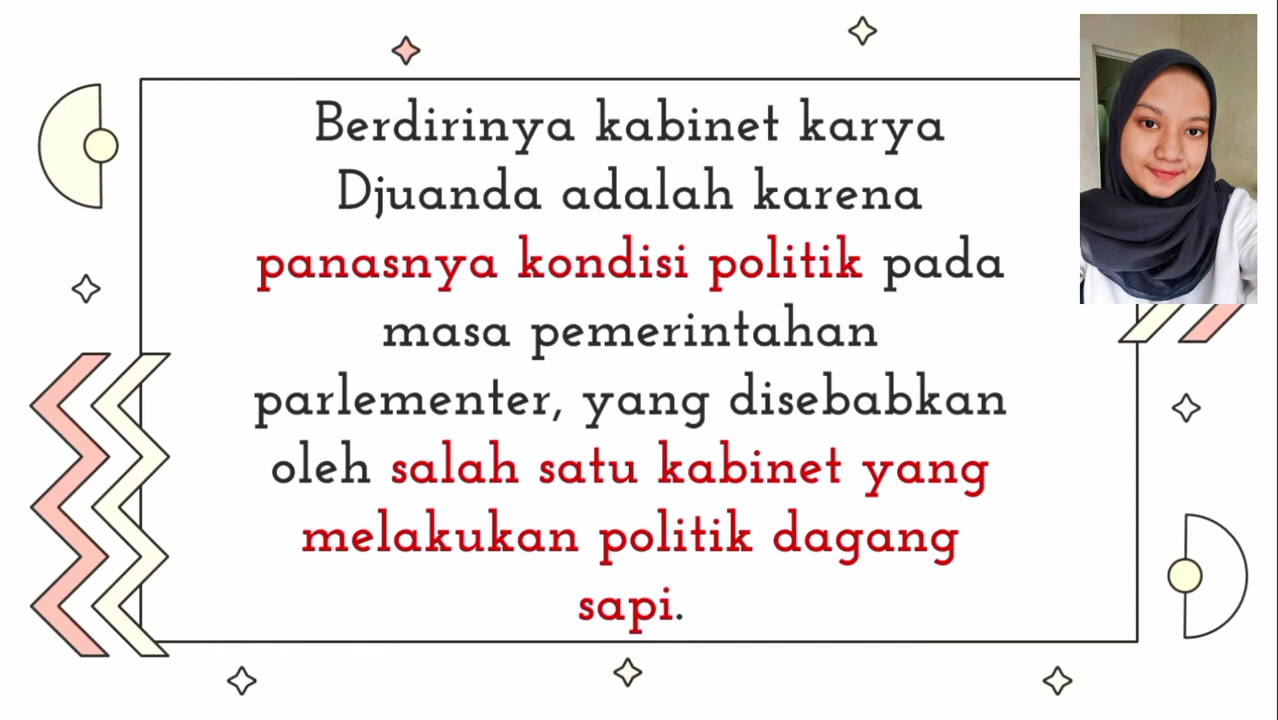 Berdirinya kabinet karya
Djuanda adalah karena
panasnya kondisi politik pada
masa pemerintahan
parlementer, yang disebabkan
oleh salah satu kabinet yang
melakukan politik dagang
sapi.